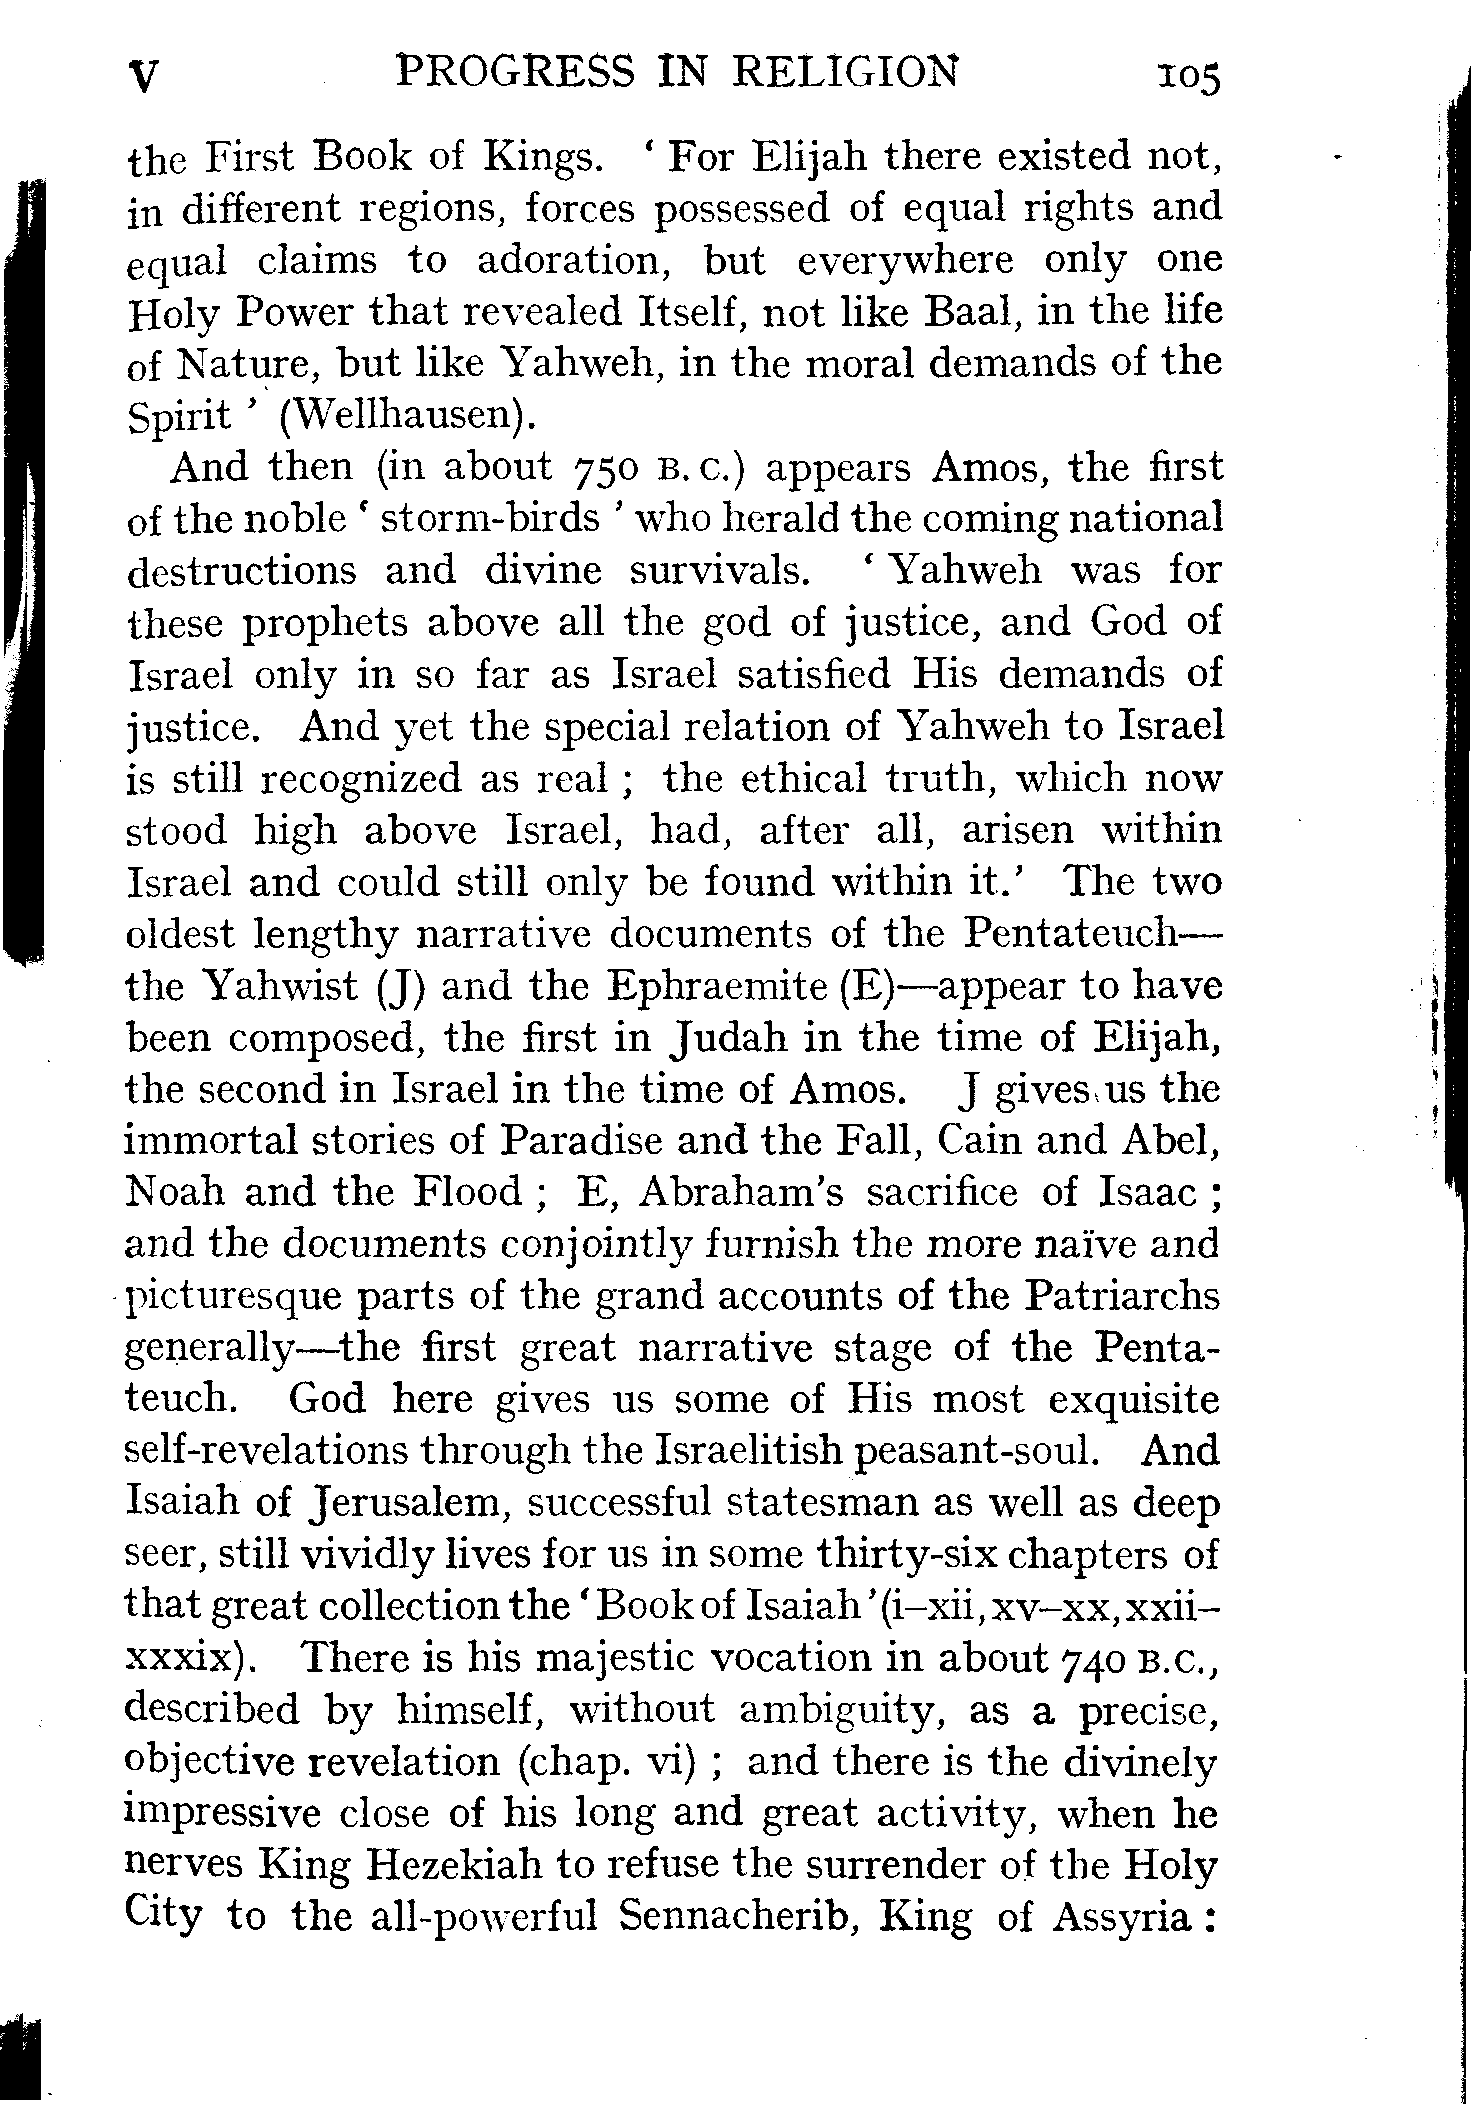 V PROGRESS IN RELIGION 105
the First Book of Kings. ‘ For Elijah there existed not,
in different regions, forces possessed of equal rights and
equal claims to adoration, but everywhere only one
Holy Power that revealed Itself, not like Baal, in the life
of Nature, but like Yahweh, in the moral demands of the
Spirit ’ (Wellhausen).
And then (in about 750 B. C.) appears Amos, the first
of the noble ‘ storm-birds ’ who herald the coming national
destructions and divine survivals. ‘ Yahweh was for
these prophets above all the god of justice, and God of
Israel only in so far as Israel satisfied His demands of
justice. And yet the special relation of Yahweh to Israel
is still recognized as real ; the ethical truth, which now
stood high above Israel, had, after all, arisen within
Israel and could still only be found within it.’ The two
oldest lengthy narrative documents of the Pentateuch—
the Yahwist (J) and the Ephraemite (E)—appear to have
been composed, the first in Judah in the time of Elijah,
the second in Israel in the time of Amos. J gives us the
immortal stories of Paradise and the Fall, Cain and Abel,
Noah and the Flood ; E, Abraham's sacrifice of Isaac ;
and the documents conjointly furnish the more naïve and
picturesque parts of the grand accounts of the Patriarchs
generally—the first great narrative stage of the Penta-
teuch. God here gives us some of His most exquisite
self-revelations through the Israelitish peasant-soul. And
Isaiah of Jerusalem, successful statesman as well as deep
seer, still vividly lives for us in some thirty-six chapters of
that great collection the ‘ Book of Isaiah ’ (i–xii, xv–xx, xxii–
xxxix). There is his majestic vocation in about 740 B.C.,
described by himself, without ambiguity, as a precise,
objective revelation (chap. vi) ; and there is the divinely
impressive close of his long and great activity, when he
nerves King Hezekiah to refuse the surrender of the Holy
City to the all-powerful Sennacherib, King of Assyria :